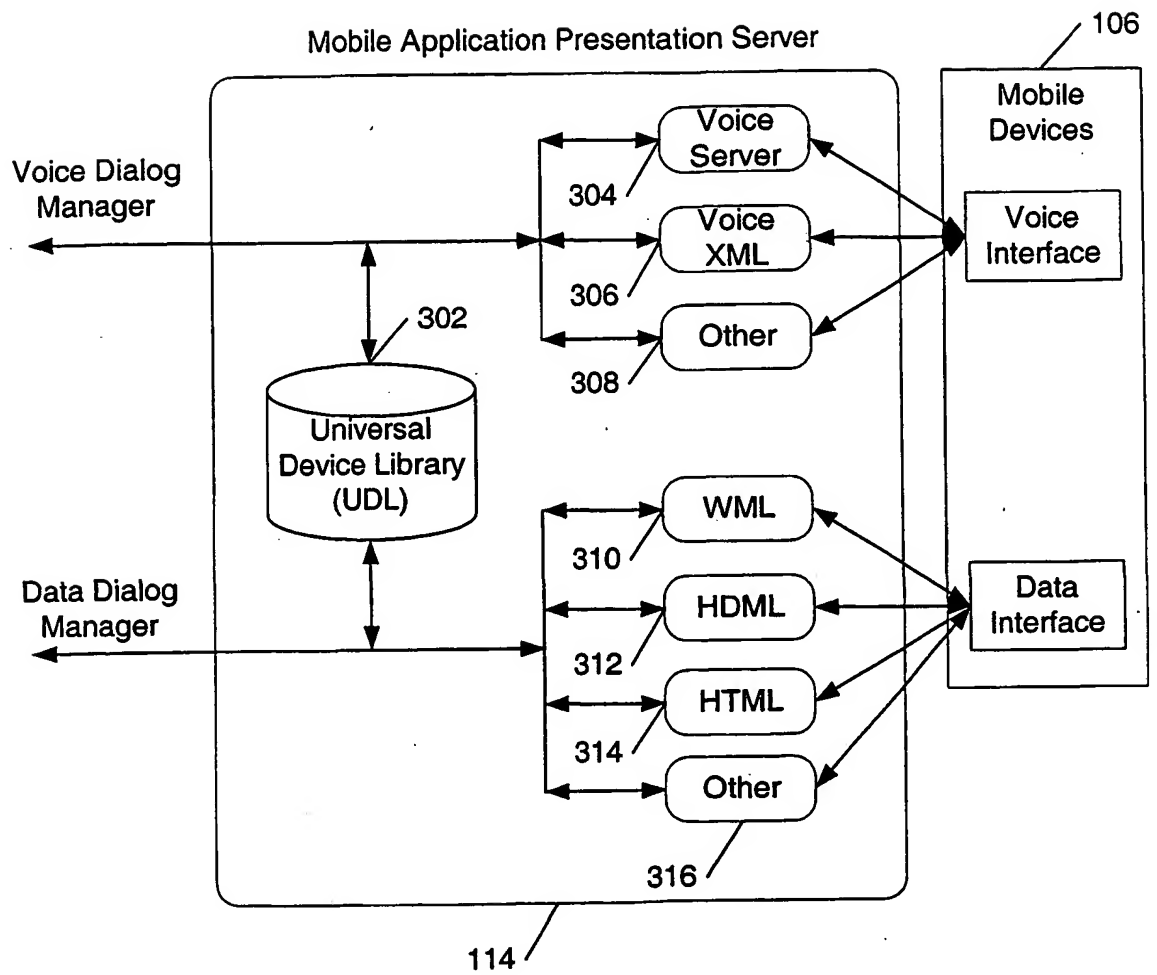 106
Mobile Application Presentation Server
Mobile
Devices
Voice
Server
Voice Dialog
Manager
304
Voice
XML
Voice
Interface
306
302
Other
308
Universal
Device Library
(UDL)
WML
310
Data Dialog
Manager
HDML
Data
Interface
312
HTML
314
Other
316
114